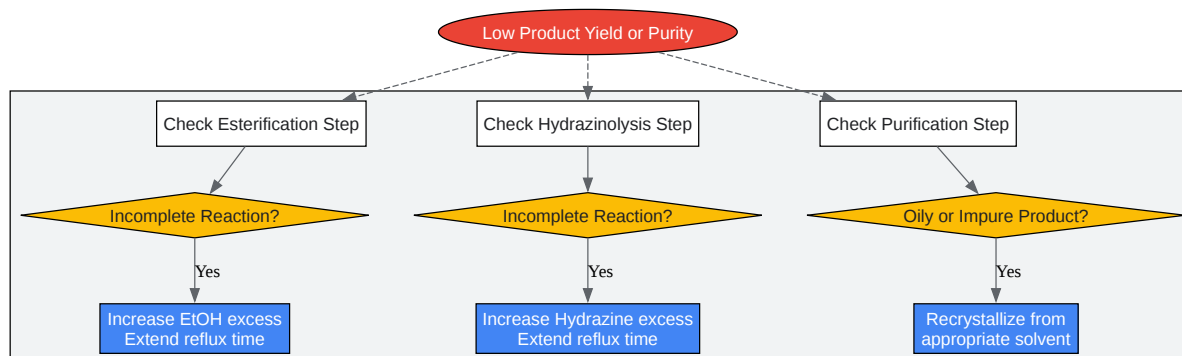 Low Product Yield or Purity
Check Esterification Step
Check Hydrazinolysis Step
Check Purification Step
Incomplete Reaction?
Incomplete Reaction?
Oily or Impure Product?
Yes
Yes
Yes
Increase EtOH excess
Extend reflux time
Increase Hydrazine excess
Extend reflux time
Recrystallize from
appropriate solvent